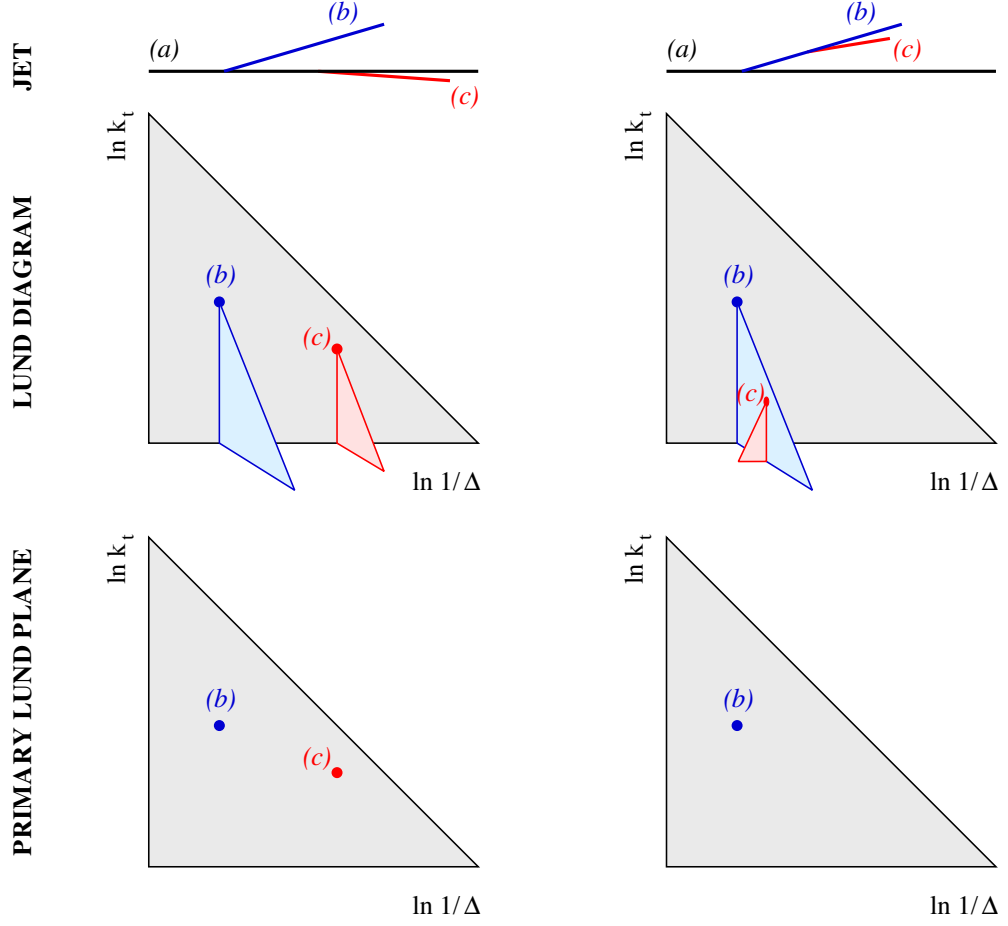 JET
(a)
(b)
(c)
(a)
(b)
(c)
LUND DIAGRAM
ln k_t
(b)
(c)
ln 1/Δ
ln k_t
(b)
(c)
ln 1/Δ
PRIMARY LUND PLANE
ln k_t
(b)
(c)
ln 1/Δ
ln k_t
(b)
ln 1/Δ